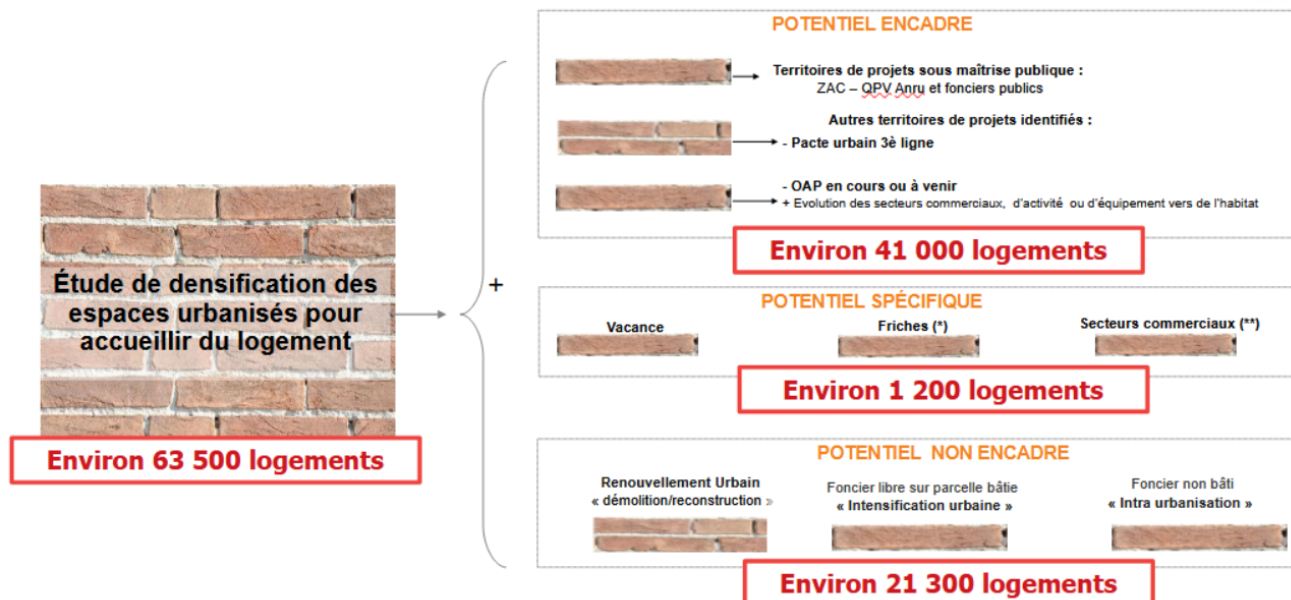 Étude de densification des
espaces urbanisés pour
accueillir du logement
Environ 63 500 logements
+
POTENTIEL ENCADRE
Territoires de projets sous maîtrise publique :
ZAC – QPV Anru et fonciers publics
Autres territoires de projets identifiés :
- Pacte urbain 3è ligne
- OAP en cours ou à venir
+ Evolution des secteurs commerciaux, d'activité ou d'équipement vers de l'habitat
Environ 41 000 logements
POTENTIEL SPÉCIFIQUE
Vacance
Friches (*)
Secteurs commerciaux (**)
Environ 1 200 logements
POTENTIEL NON ENCADRE
Renouvellement Urbain
« démolition/reconstruction »
Foncier libre sur parcelle bâtie
« Intensification urbaine »
Foncier non bâti
« Intra urbanisation »
Environ 21 300 logements